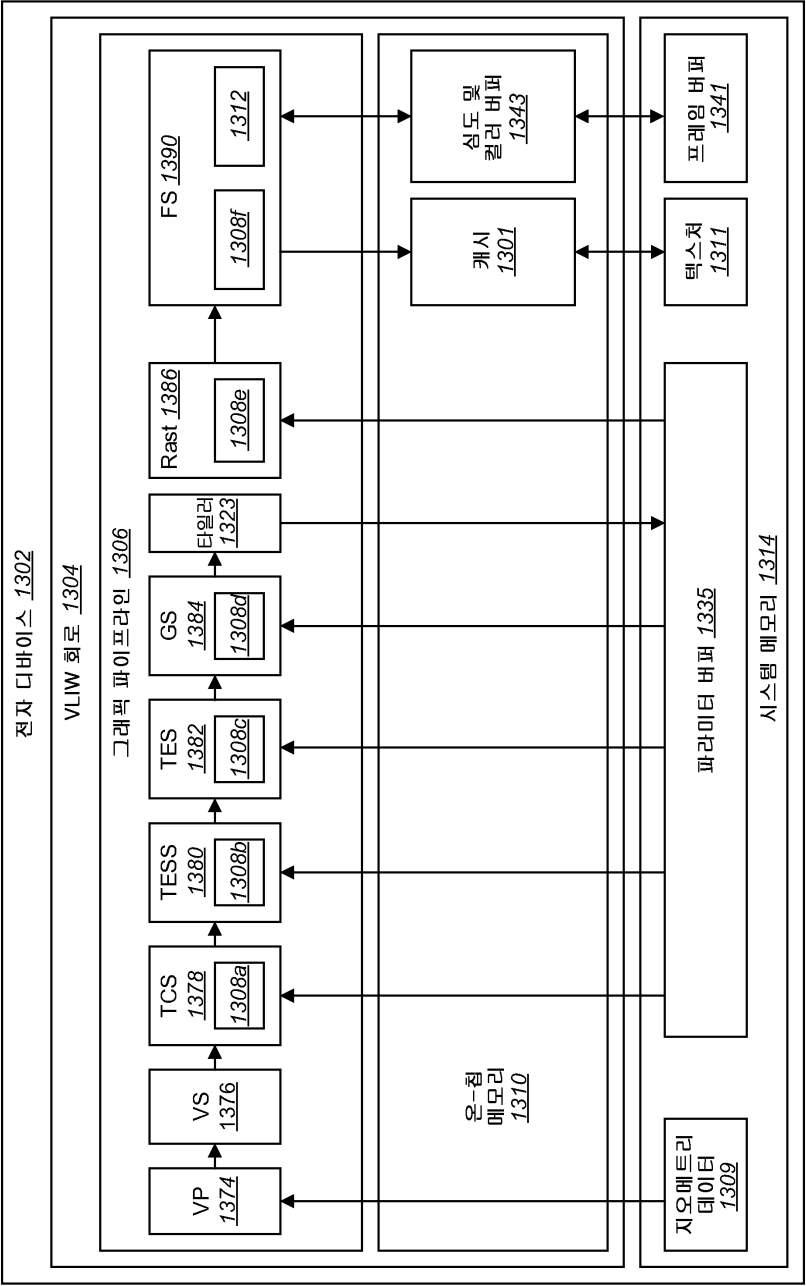 전자 디바이스 1302
VLIW 회로 1304
그래픽 파이프라인 1306
VP
1374
VS
1376
TCS
1378
1308a
TESS
1380
1308b
TES
1382
1308c
GS
1384
1308d
타일러
1323
Rast 1386
1308e
FS 1390
1308f
1312
온-칩
메모리
1310
캐시
1301
심도 및
컬러 버퍼
1343
지오메트리
데이터
1309
파라미터 버퍼 1335
텍스처
1311
프레임 버퍼
1341
시스템 메모리 1314